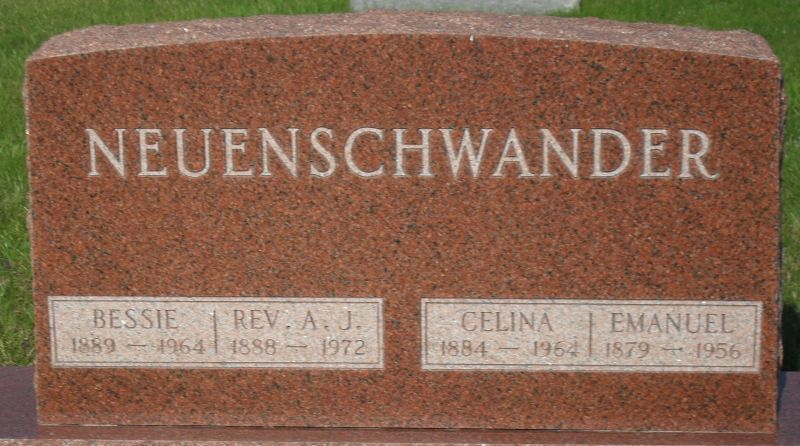 NEUENSCHWANDER
BESSIE | REV. A. J.
1889 — 1964 | 1888 — 1972
CELINA | EMANUEL
1884 — 1964 | 1879 — 1956